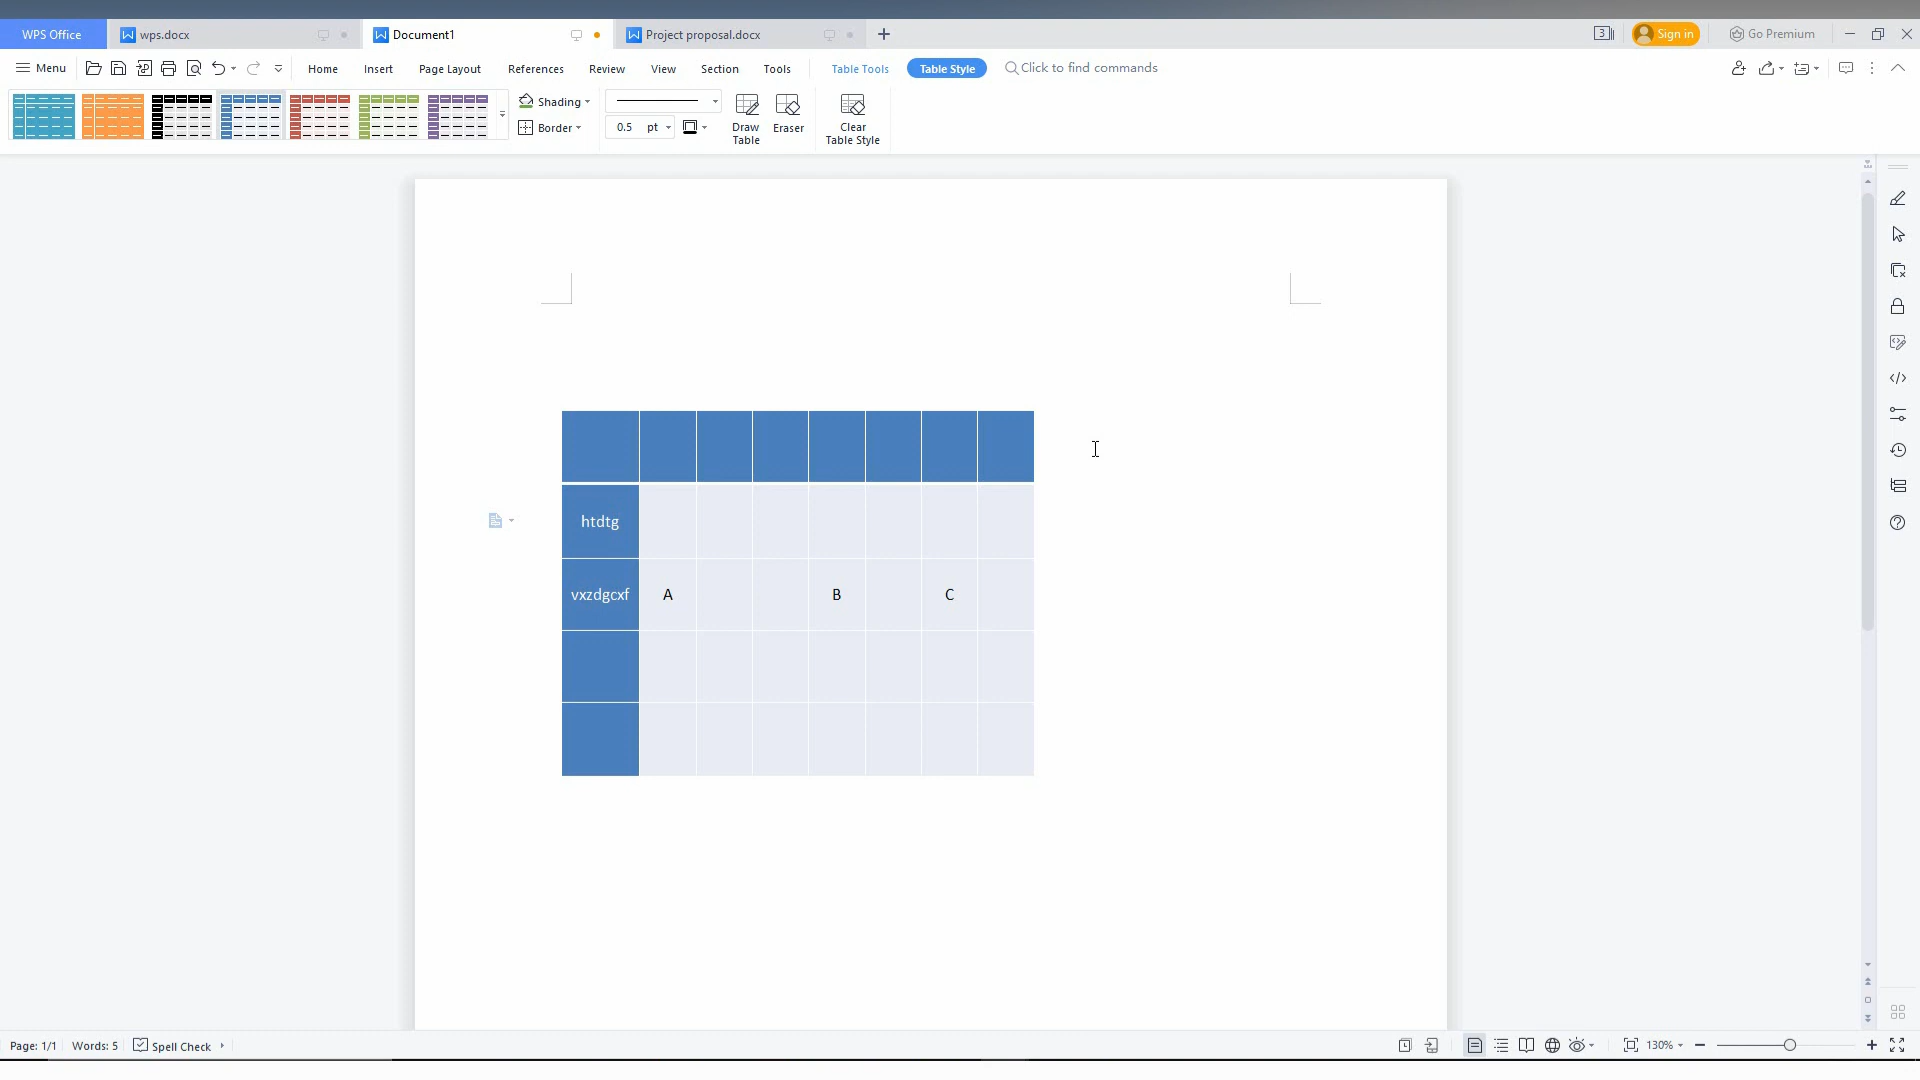 WPS Office wps.docx Document1 Project proposal.docx 3 Sign in Go Premium
Menu Home Insert Page Layout References Review View Section Tools Table Tools Table Style Click to find commands
Shading
Border 0.5 pt
Draw Table
Eraser
Clear Table Style
htdtg
vxzdgcxf A B C
Page: 1/1 Words: 5 Spell Check 130%